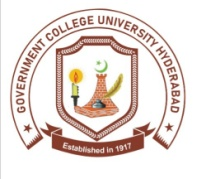 GOVERNMENT COLLEGE UNIVERSITY HYDERABAD
Established in 1917